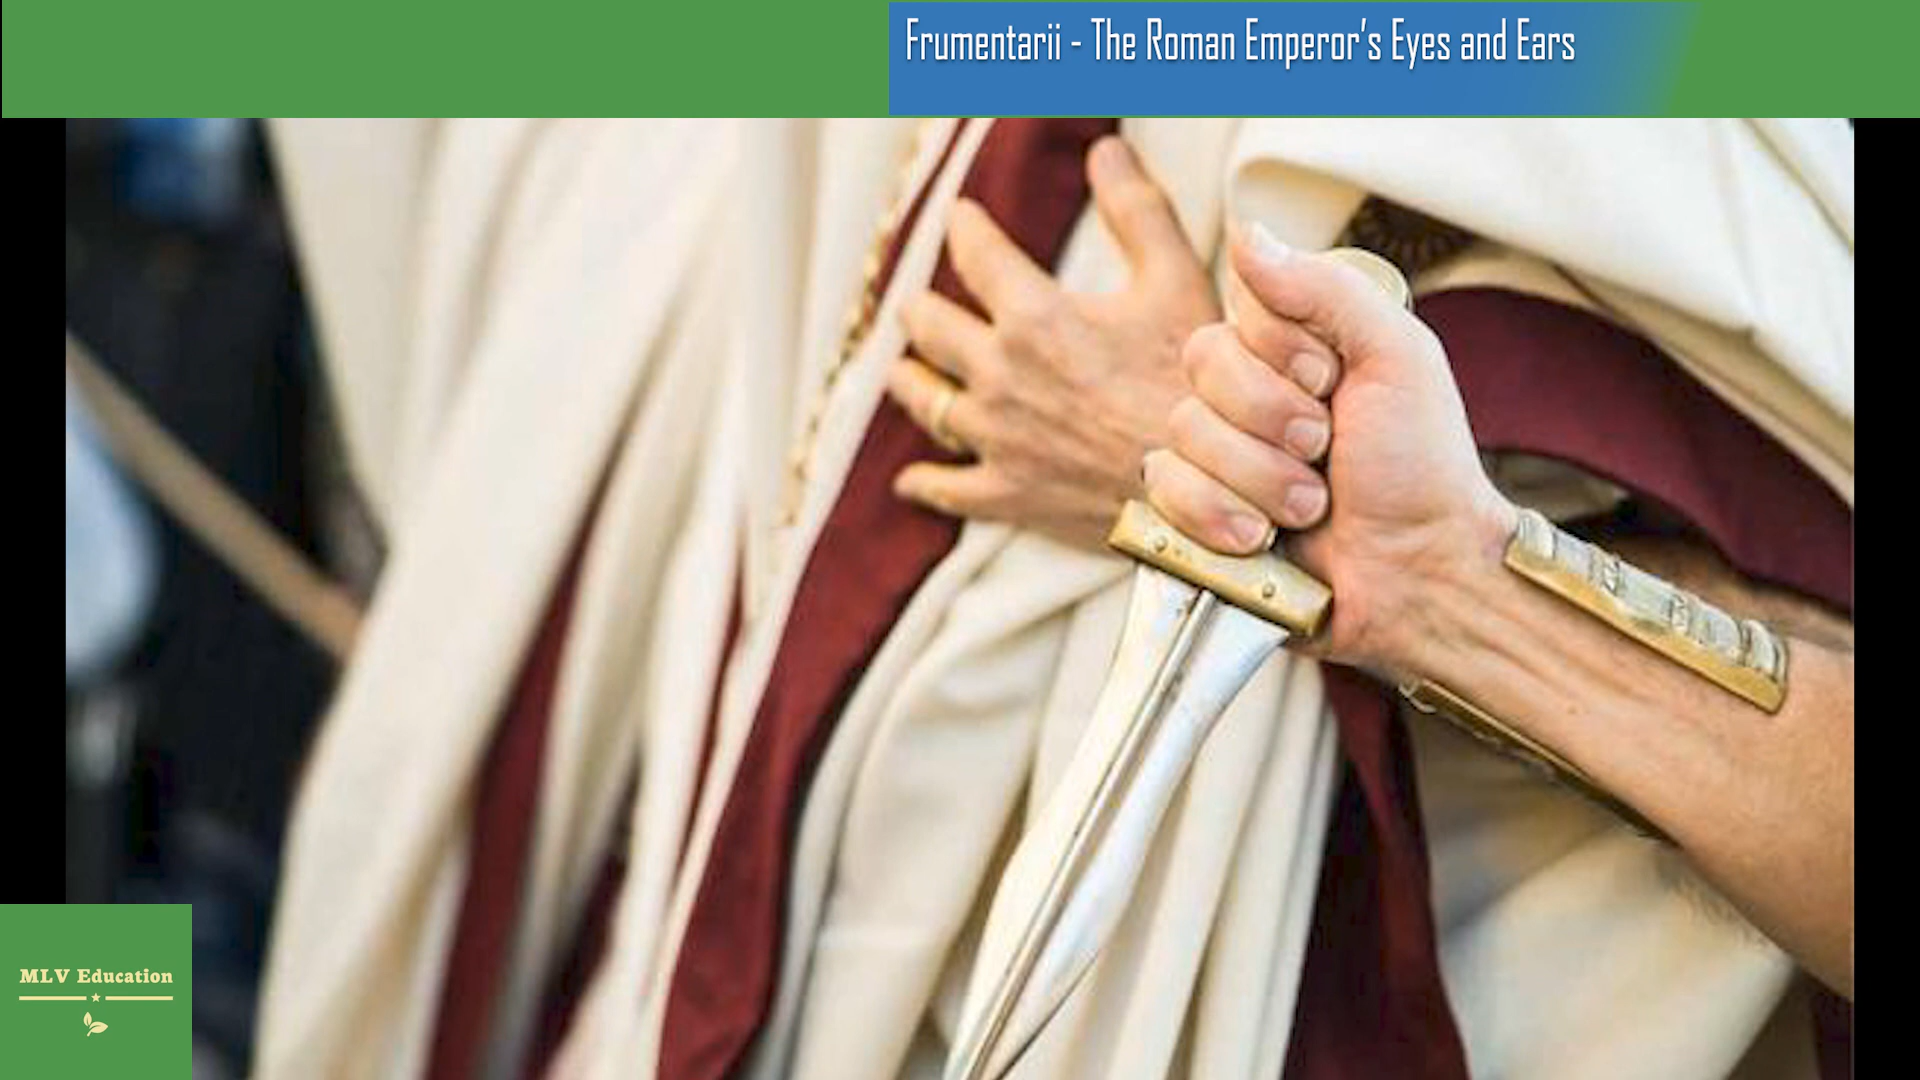 Frumentarii - The Roman Emperor's Eyes and Ears
MLV Education